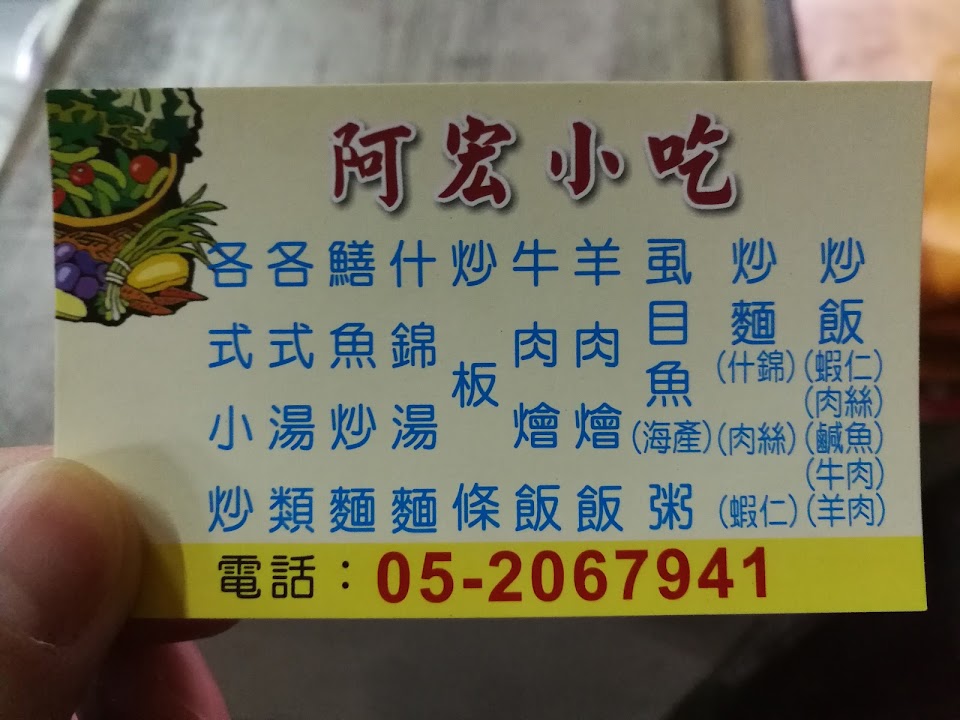 阿宏小吃
炒飯(蝦仁)(肉絲)(鹹魚)(牛肉)(羊肉)
炒麵(什錦)(肉絲)(蝦仁)
虱目魚(海產)粥
羊肉燴飯
牛肉燴飯
炒板條
什錦湯麵
鱔魚炒麵
各式湯類
各式小炒
電話：05-2067941